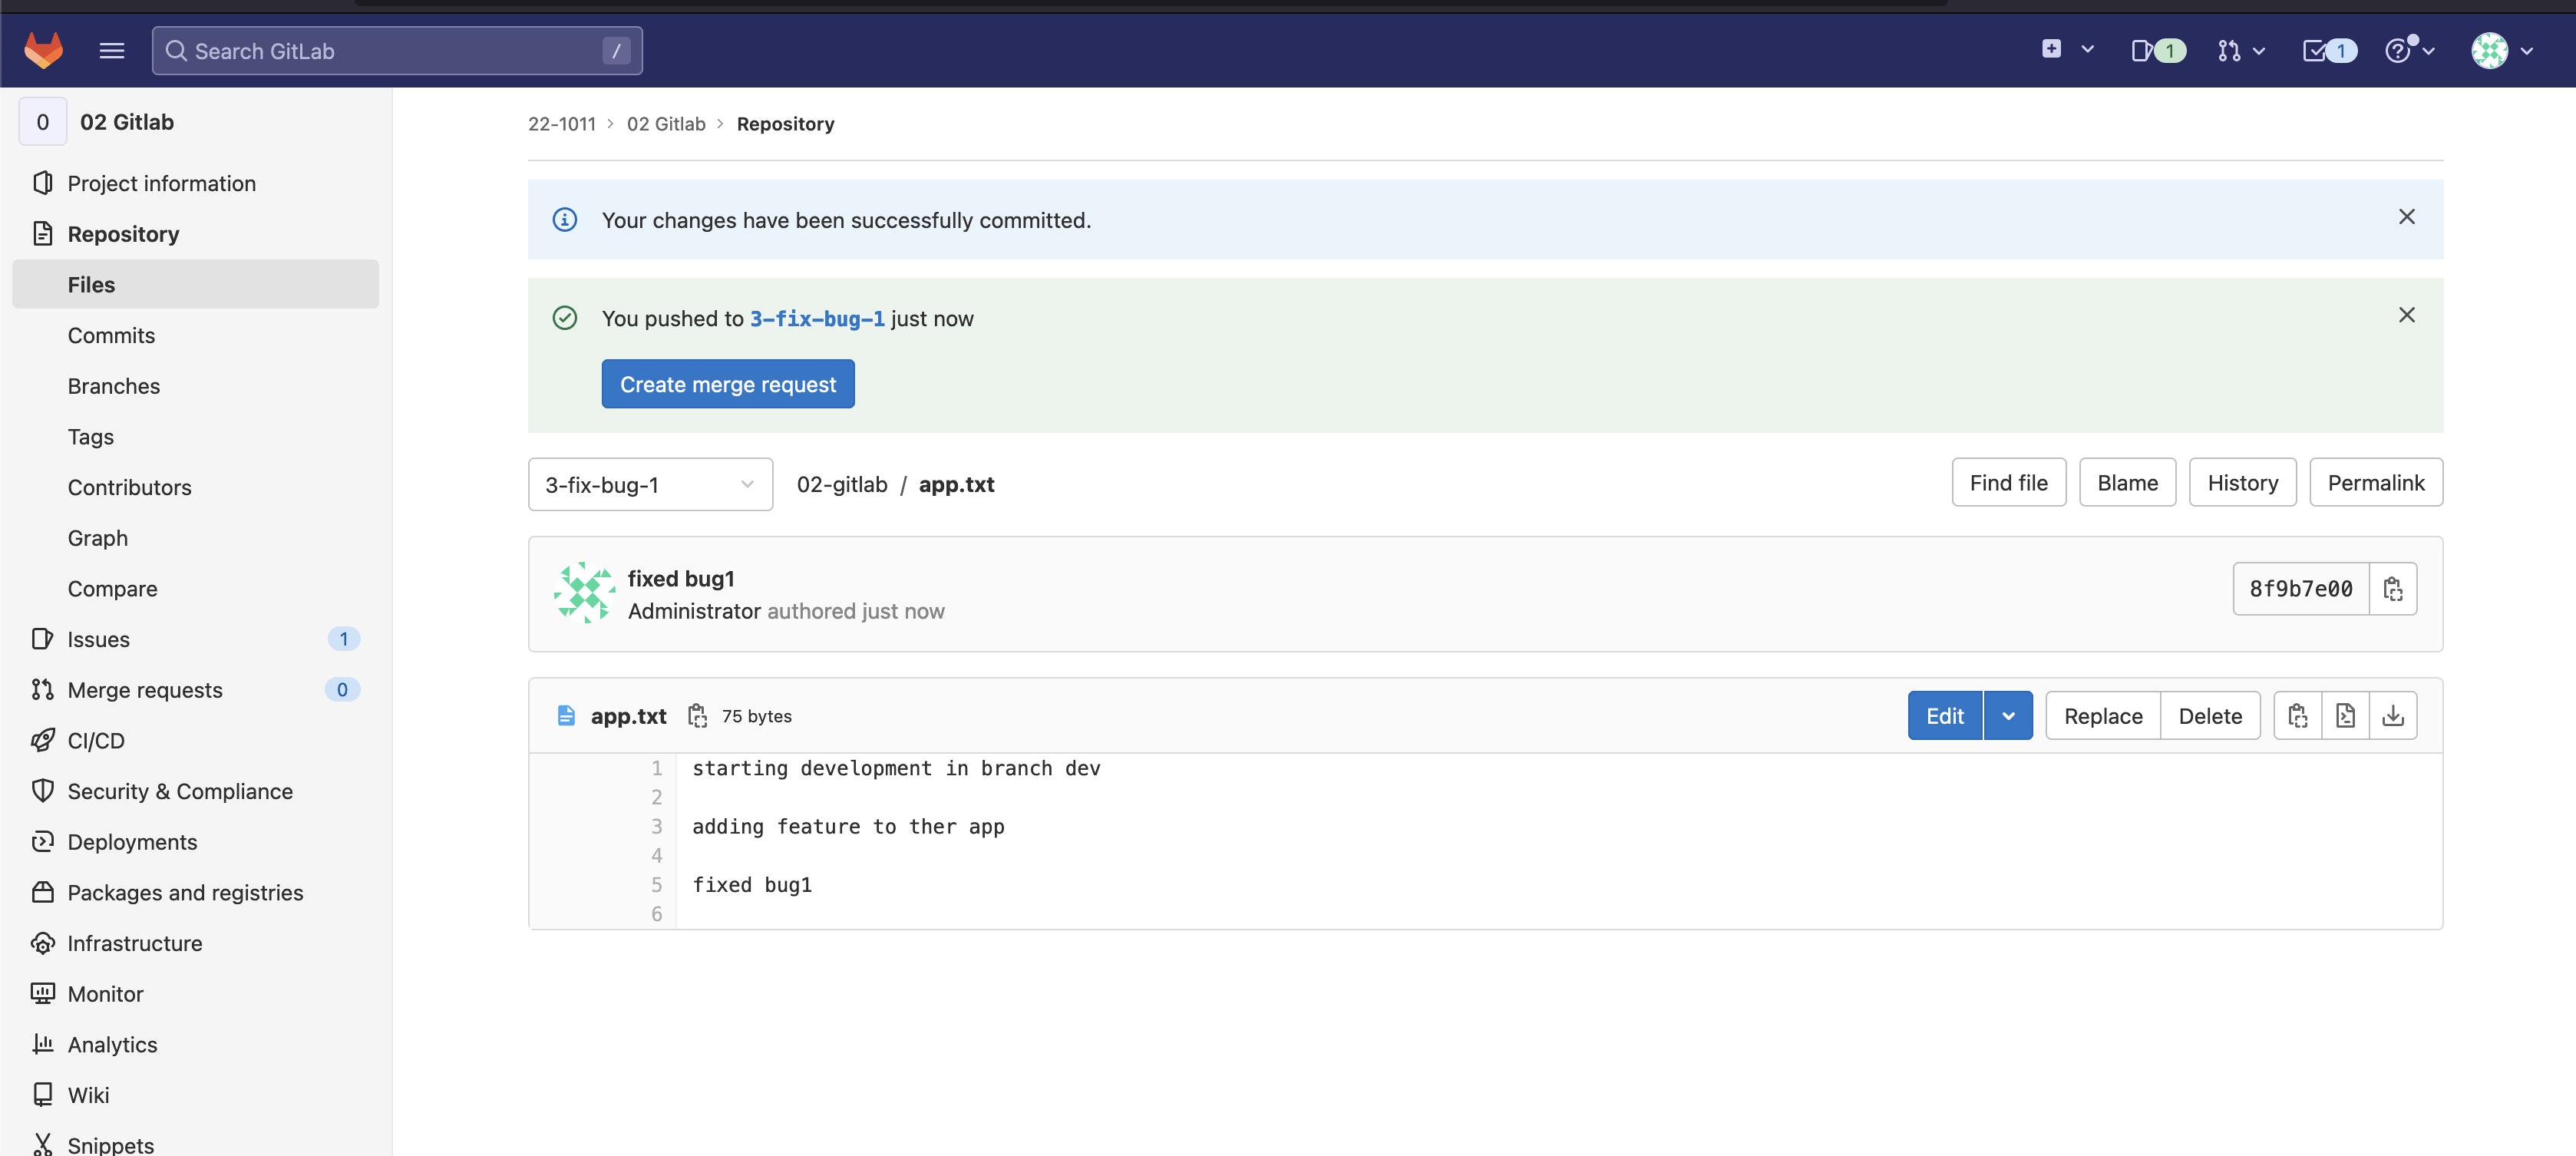 Search GitLab /
1
1
0 02 Gitlab
Project information
Repository
Files
Commits
Branches
Tags
Contributors
Graph
Compare
Issues 1
Merge requests 0
CI/CD
Security & Compliance
Deployments
Packages and registries
Infrastructure
Monitor
Analytics
Wiki
Snippets
22-1011 › 02 Gitlab › Repository
Your changes have been successfully committed.
You pushed to 3-fix-bug-1 just now
Create merge request
3-fix-bug-1
02-gitlab / app.txt
Find file
Blame
History
Permalink
fixed bug1
Administrator authored just now
8f9b7e00
app.txt 75 bytes
Edit
Replace
Delete
1 starting development in branch dev
2
3 adding feature to ther app
4
5 fixed bug1
6